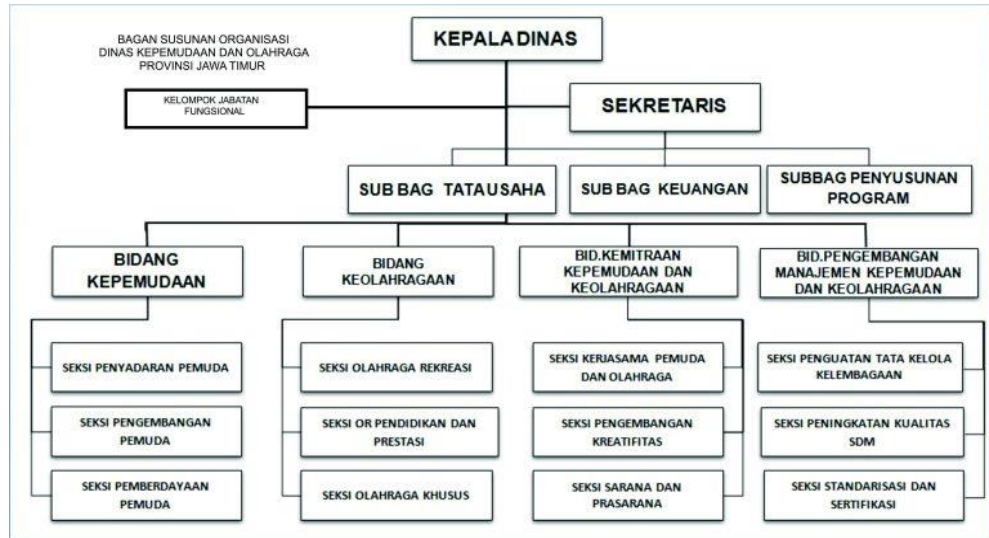 BAGAN SUSUNAN ORGANISASI
DINAS KEPEMUDAAN DAN OLAHRAGA
PROVINSI JAWA TIMUR
KEPALA DINAS
KELOMPOK JABATAN
FUNGSIONAL
SEKRETARIS
SUB BAG TATAUSAHA
SUB BAG KEUANGAN
SUBBAG PENYUSUNAN
PROGRAM
BIDANG
KEPEMUDAAN
BIDANG
KEOLAHRAGAAN
BID.KEMITRAAN
KEPEMUDAAN DAN
KEOLAHRAGAAN
BID.PENGEMBANGAN
MANAJEMEN KEPEMUDAAN
DAN KEOLAHRAGAAN
SEKSI PENYADARAN PEMUDA
SEKSI PENGEMBANGAN
PEMUDA
SEKSI PEMBERDAYAAN
PEMUDA
SEKSI OLAHRAGA REKREASI
SEKSI OR PENDIDIKAN DAN
PRESTASI
SEKSI OLAHRAGA KHUSUS
SEKSI KERJASAMA PEMUDA
DAN OLAHRAGA
SEKSI PENGEMBANGAN
KREATIFITAS
SEKSI SARANA DAN
PRASARANA
SEKSI PENGUATAN TATA KELOLA
KELEMBAGAAN
SEKSI PENINGKATAN KUALITAS
SDM
SEKSI STANDARISASI DAN
SERTIFIKASI